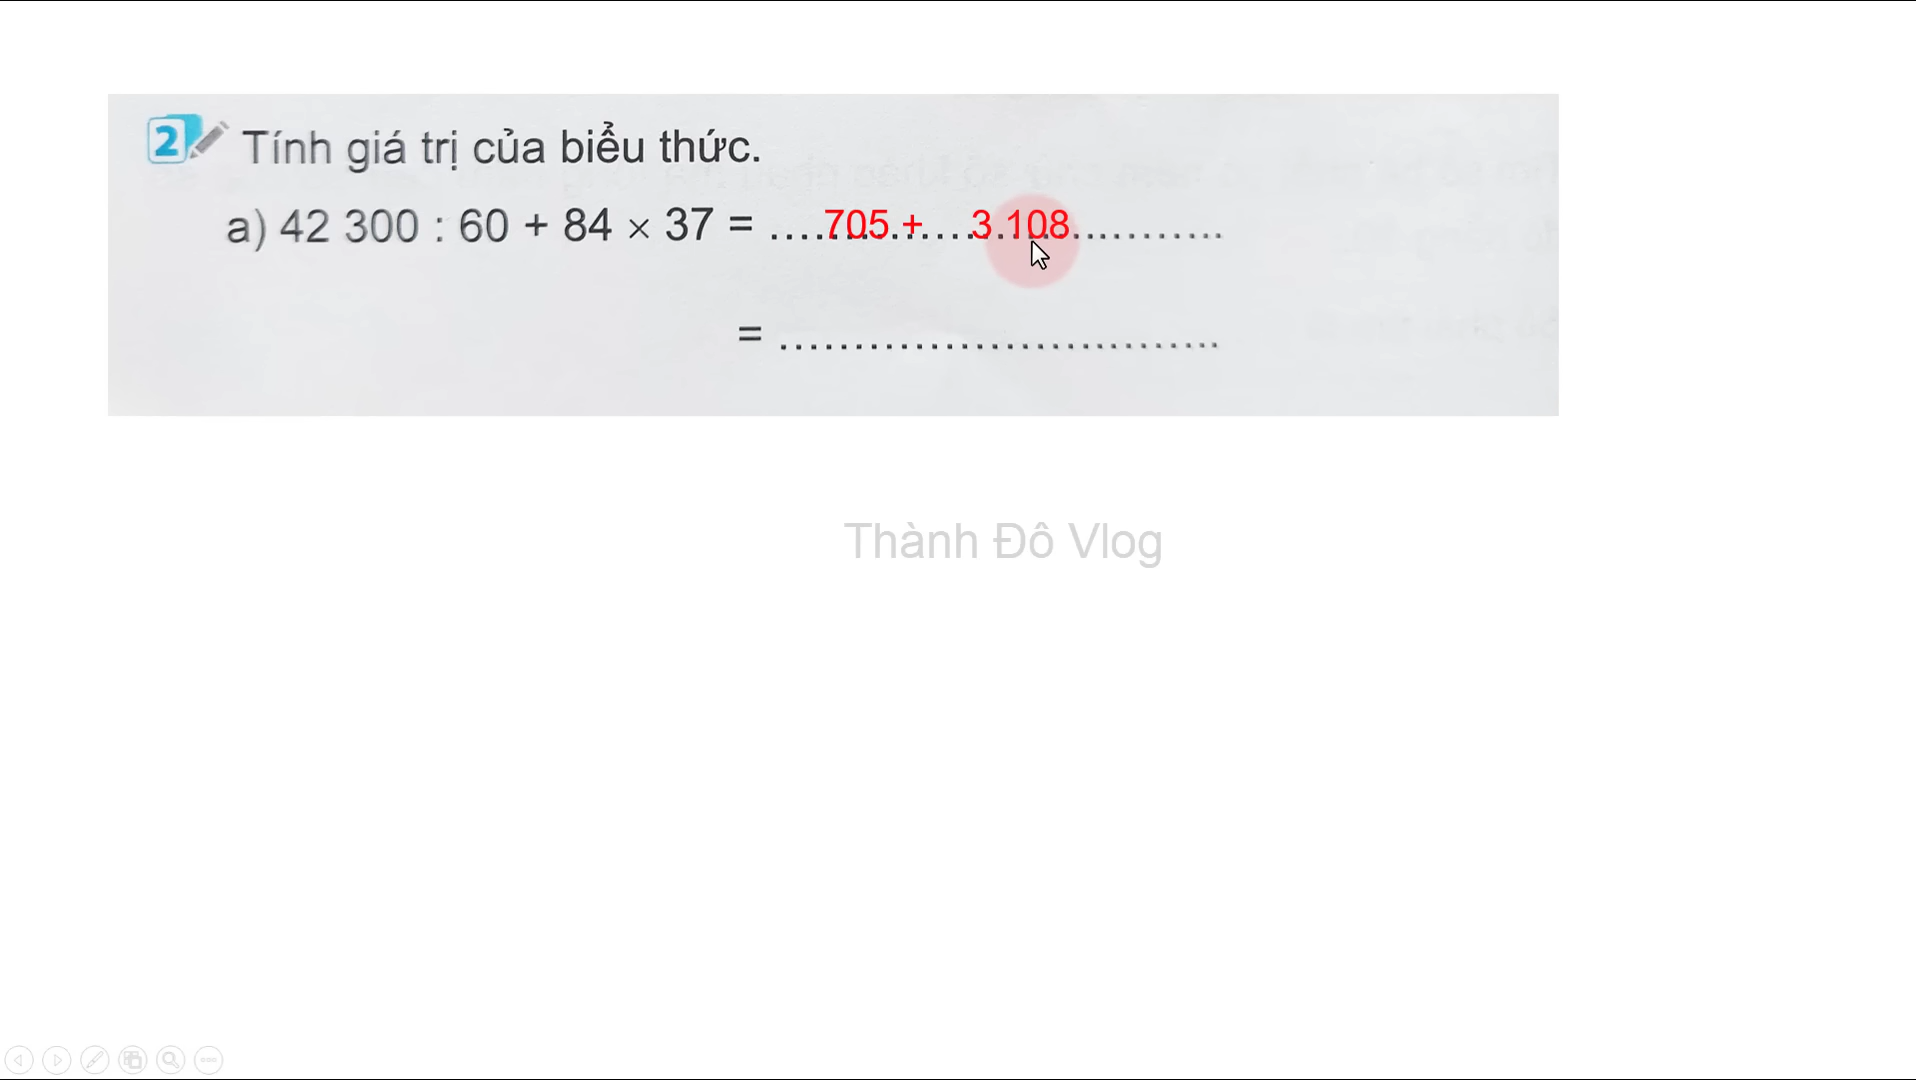 2 Tính giá trị của biểu thức.
a) 42 300 : 60 + 84 × 37 = ....705.+....3.108...........
= .............................
Thành Đô Vlog